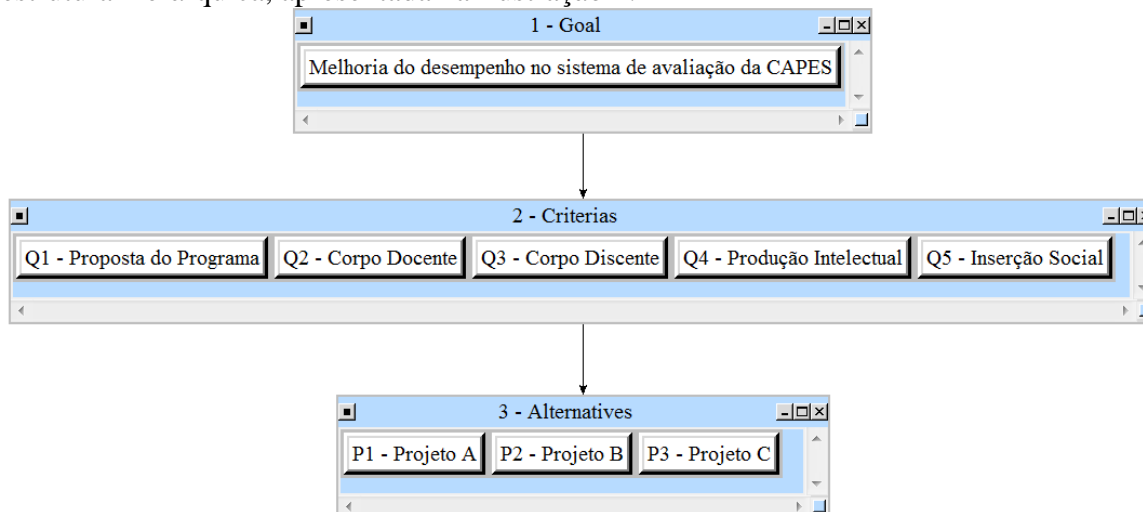 1 - Goal
Melhoria do desempenho no sistema de avaliação da CAPES
2 - Criterias
Q1 - Proposta do Programa Q2 - Corpo Docente Q3 - Corpo Discente Q4 - Produção Intelectual Q5 - Inserção Social
3 - Alternatives
P1 - Projeto A P2 - Projeto B P3 - Projeto C